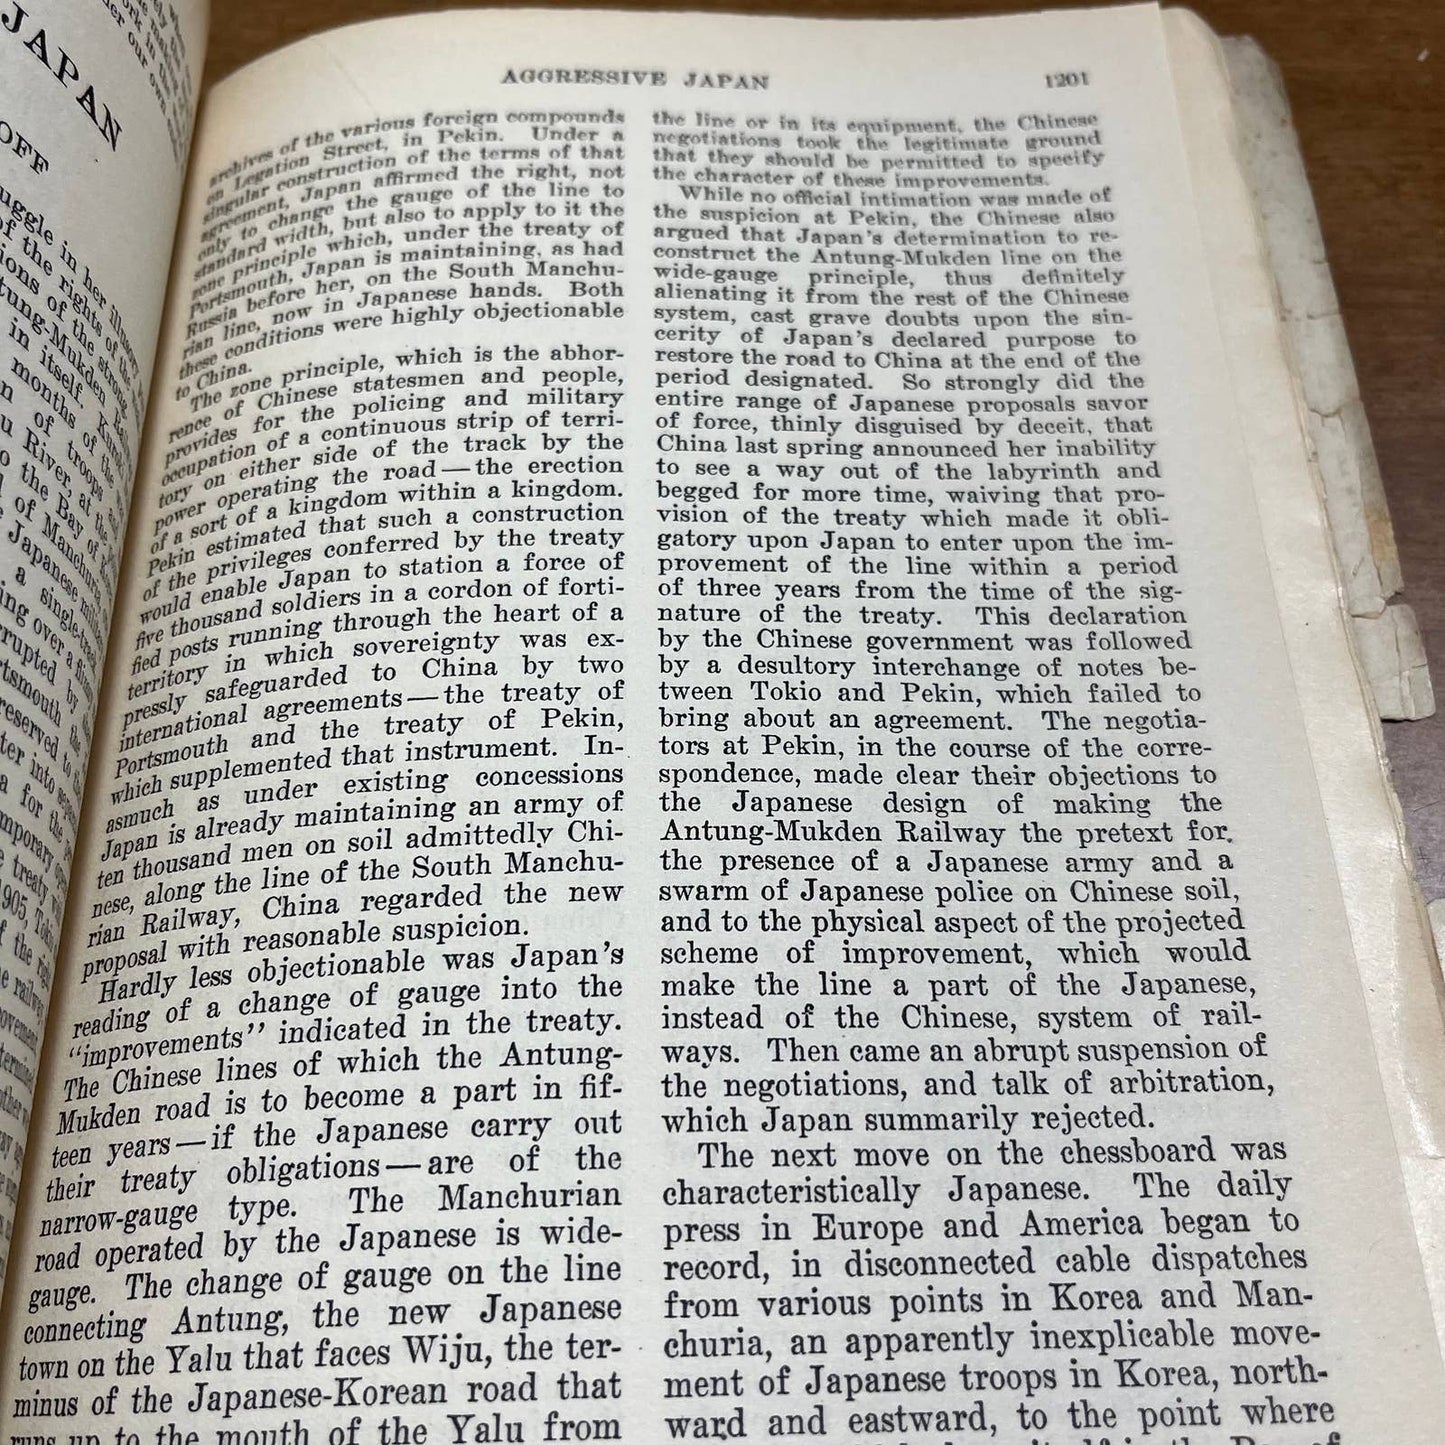 JAPAN
OFF
AGGRESSIVE JAPAN
1201
archives of the various foreign compounds
on Legation Street, in Pekin. Under a
singular construction of the terms of that
agreement, Japan affirmed the right, not
only to change the gauge of the line to
standard width, but also to apply to it the
zone principle which, under the treaty of
Portsmouth, Japan is maintaining, as had
Russia before her, on the South Manchu-
rian line, now in Japanese hands. Both
these conditions were highly objectionable
to China.
The zone principle, which is the abhor-
rence of Chinese statesmen and people,
provides for the policing and military
occupation of a continuous strip of terri-
tory on either side of the track by the
power operating the road—the erection
of a sort of a kingdom within a kingdom.
Pekin estimated that such a construction
of the privileges conferred by the treaty
would enable Japan to station a force of
five thousand soldiers in a cordon of forti-
fied posts running through the heart of a
territory in which sovereignty was ex-
pressly safeguarded to China by two
international agreements—the treaty of
Portsmouth and the treaty of Pekin,
which supplemented that instrument. In-
asmuch as under existing concessions
Japan is already maintaining an army of
ten thousand men on soil admittedly Chi-
nese, along the line of the South Manchu-
rian Railway, China regarded the new
proposal with reasonable suspicion.
Hardly less objectionable was Japan's
reading of a change of gauge into the
"improvements" indicated in the treaty.
The Chinese lines of which the Antung-
Mukden road is to become a part in fif-
teen years—if the Japanese carry out
their treaty obligations—are of the
narrow-gauge type. The Manchurian
road operated by the Japanese is wide-
gauge. The change of gauge on the line
connecting Antung, the new Japanese
town on the Yalu that faces Wiju, the ter-
minus of the Japanese-Korean road that
runs up to the mouth of the Yalu from
the line or in its equipment, the Chinese
negotiations took the legitimate ground
that they should be permitted to specify
the character of these improvements.
While no official intimation was made of
the suspicion at Pekin, the Chinese also
argued that Japan's determination to re-
construct the Antung-Mukden line on the
wide-gauge principle, thus definitely
alienating it from the rest of the Chinese
system, cast grave doubts upon the sin-
cerity of Japan's declared purpose to
restore the road to China at the end of the
period designated. So strongly did the
entire range of Japanese proposals savor
of force, thinly disguised by deceit, that
China last spring announced her inability
to see a way out of the labyrinth and
begged for more time, waiving that pro-
vision of the treaty which made it obli-
gatory upon Japan to enter upon the im-
provement of the line within a period
of three years from the time of the sig-
nature of the treaty. This declaration
by the Chinese government was followed
by a desultory interchange of notes be-
tween Tokio and Pekin, which failed to
bring about an agreement. The negotia-
tors at Pekin, in the course of the corre-
spondence, made clear their objections to
the Japanese design of making the
Antung-Mukden Railway the pretext for
the presence of a Japanese army and a
swarm of Japanese police on Chinese soil,
and to the physical aspect of the projected
scheme of improvement, which would
make the line a part of the Japanese,
instead of the Chinese, system of rail-
ways. Then came an abrupt suspension of
the negotiations, and talk of arbitration,
which Japan summarily rejected.
The next move on the chessboard was
characteristically Japanese. The daily
press in Europe and America began to
record, in disconnected cable dispatches
from various points in Korea and Man-
churia, an apparently inexplicable move-
ment of Japanese troops in Korea, north-
ward and eastward, to the point where